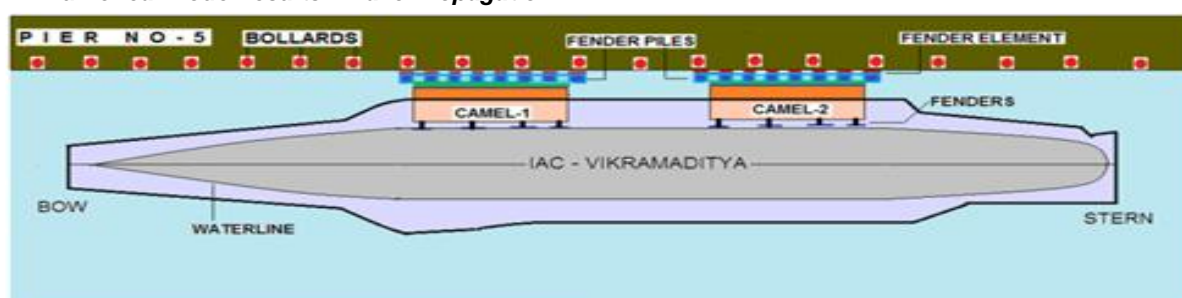 PIER NO-5 BOLLARDS FENDER PILES FENDER ELEMENT
CAMEL-1 CAMEL-2 FENDERS
IAC - VIKRAMADITYA
BOW WATERLINE STERN